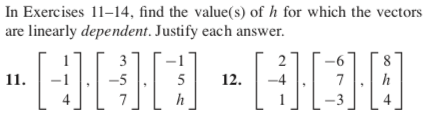 In Exercises 11–14, find the value(s) of h for which the vectors
are linearly dependent. Justify each answer.
11. [1 −1 4], [3 −5 7], [−1 5 h] 12. [2 −4 1], [−6 7 −3], [8 h 4]